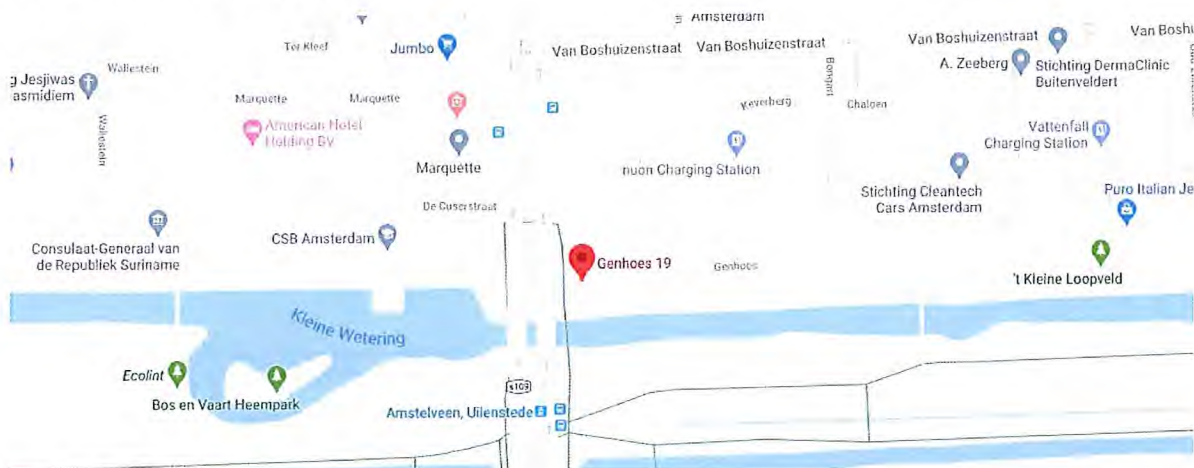 Amsterdam
Ter Kleef
Jumbo
Van Boshuizenstraat
Van Boshuizenstraat
Van Boshuizenstraat
A. Zeeberg
Stichting DermaClinic
Buitenveldert
g Jesjiwas
asmidiem
Wallestein
Wallestein
Marquette
Marquette
American Hotel
Holding BV
Marquette
Keverberg
Chaloen
nuon Charging Station
Vattenfall
Charging Station
Stichting Cleantech
Cars Amsterdam
Puro Italian Je
De Cuserstraat
Consulaat-Generaal van
de Republiek Suriname
CSB Amsterdam
Genhoes 19
Genhoes
't Kleine Loopveld
Kleine Wetering
Ecolint
Bos en Vaart Heempark
s109
Amstelveen, Uilenstede